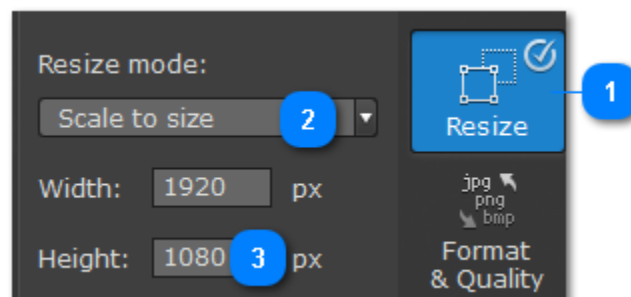 Resize mode:
Scale to size 2
Width: 1920 px
Height: 1080 3 px
Resize
1
jpg
png
bmp
Format
& Quality